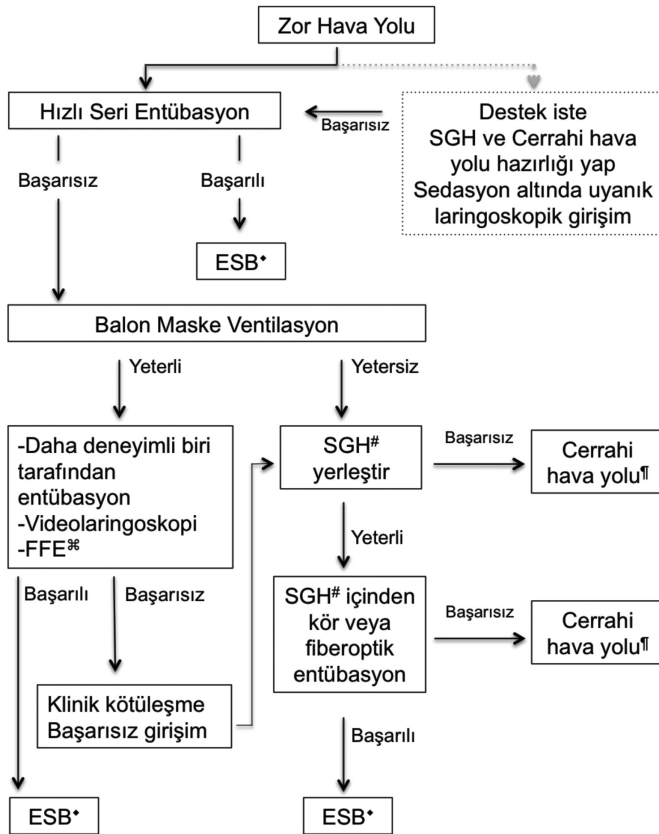 Zor Hava Yolu
Hızlı Seri Entübasyon
Başarısız
Destek iste
SGH ve Cerrahi hava
yolu hazırlığı yap
Sedasyon altında uyanık
laringoskopik girişim
Başarısız
Başarılı
ESB◆
Balon Maske Ventilasyon
Yeterli
Yetersiz
-Daha deneyimli biri
tarafından
entübasyon
-Videolaringoskopi
-FFE⌘
SGH#
yerleştir
Başarısız
Cerrahi
hava yolu¶
Yeterli
Başarılı
Başarısız
SGH# içinden
kör veya
fiberoptik
entübasyon
Başarısız
Cerrahi
hava yolu¶
Klinik kötüleşme
Başarısız girişim
Başarılı
ESB◆
ESB◆